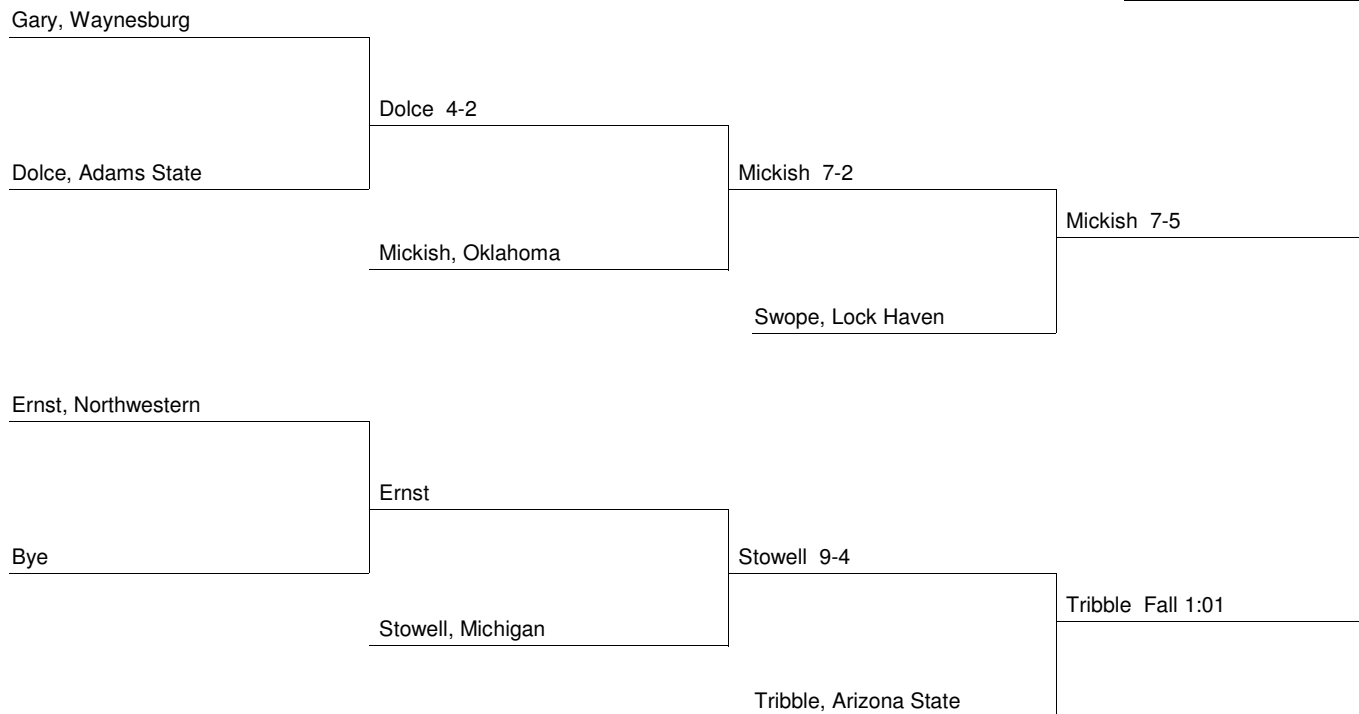 Gary, Waynesburg
Dolce  4-2
Dolce, Adams State
Mickish  7-2
Mickish  7-5
Mickish, Oklahoma
Swope, Lock Haven
Ernst, Northwestern
Ernst
Bye
Stowell  9-4
Tribble  Fall 1:01
Stowell, Michigan
Tribble, Arizona State